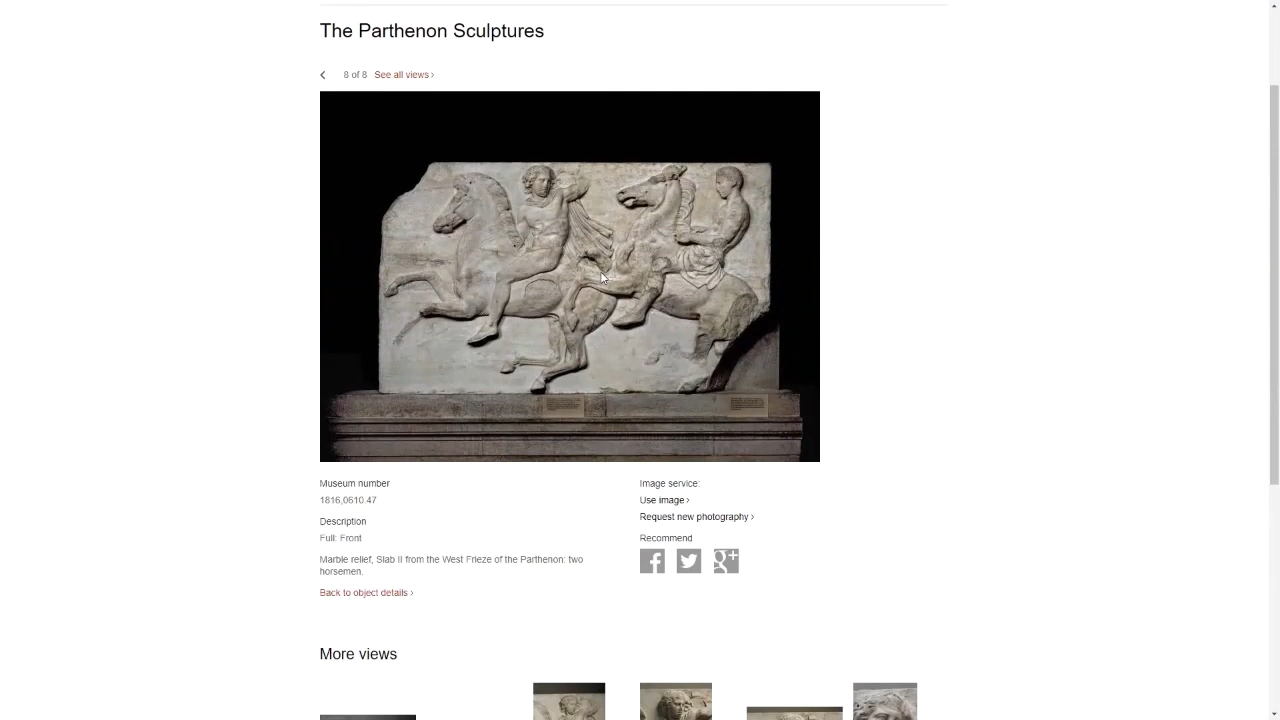 The Parthenon Sculptures
8 of 8 See all views ›
Museum number
1816,0610.47
Description
Full: Front
Marble relief, Slab II from the West Frieze of the Parthenon: two
horsemen.
Back to object details ›
Image service:
Use image ›
Request new photography ›
Recommend
More views